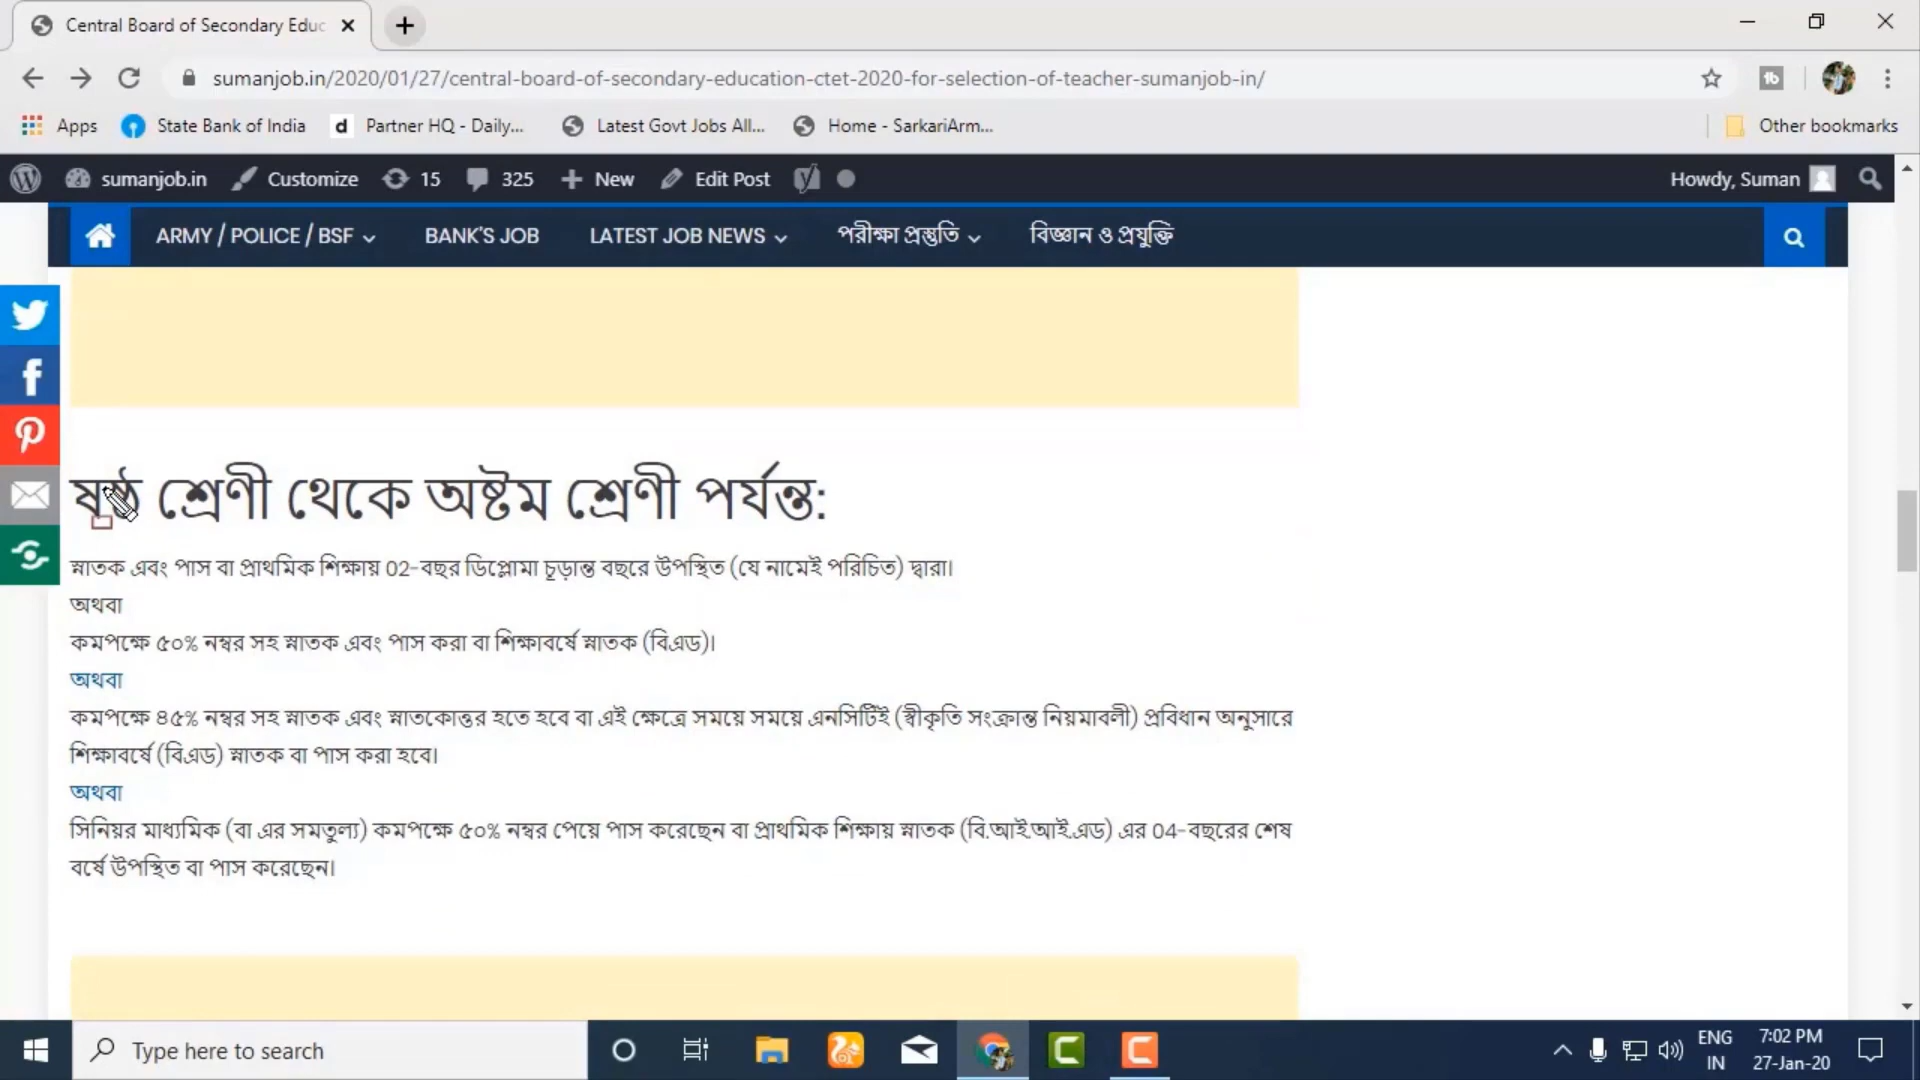 Central Board of Secondary Educ
sumanjob.in/2020/01/27/central-board-of-secondary-education-ctet-2020-for-selection-of-teacher-sumanjob-in/
Apps State Bank of India d Partner HQ - Daily... Latest Govt Jobs All... Home - SarkariArm... Other bookmarks
sumanjob.in Customize 15 325 New Edit Post Howdy, Suman
ARMY / POLICE / BSF BANK'S JOB LATEST JOB NEWS পরীক্ষা প্রস্তুতি বিজ্ঞান ও প্রযুক্তি
ষষ্ঠ শ্রেণী থেকে অষ্টম শ্রেণী পর্যন্ত:
স্নাতক এবং পাস বা প্রাথমিক শিক্ষায় 02-বছর ডিপ্লোমা চূড়ান্ত বছরে উপস্থিত (যে নামেই পরিচিত) দ্বারা।
অথবা
কমপক্ষে ৫০% নম্বর সহ স্নাতক এবং পাস করা বা শিক্ষাবর্ষে স্নাতক (বিএড)।
অথবা
কমপক্ষে ৪৫% নম্বর সহ স্নাতক এবং স্নাতকোত্তর হতে হবে বা এই ক্ষেত্রে সময়ে সময়ে এনসিটিই (স্বীকৃতি সংক্রান্ত নিয়মাবলী) প্রবিধান অনুসারে
শিক্ষাবর্ষে (বিএড) স্নাতক বা পাস করা হবে।
অথবা
সিনিয়র মাধ্যমিক (বা এর সমতুল্য) কমপক্ষে ৫০% নম্বর পেয়ে পাস করেছেন বা প্রাথমিক শিক্ষায় স্নাতক (বি.আই.আই.এড) এর 04-বছরের শেষ
বর্ষে উপস্থিত বা পাস করেছেন।
Type here to search
ENG 7:02 PM
IN 27-Jan-20